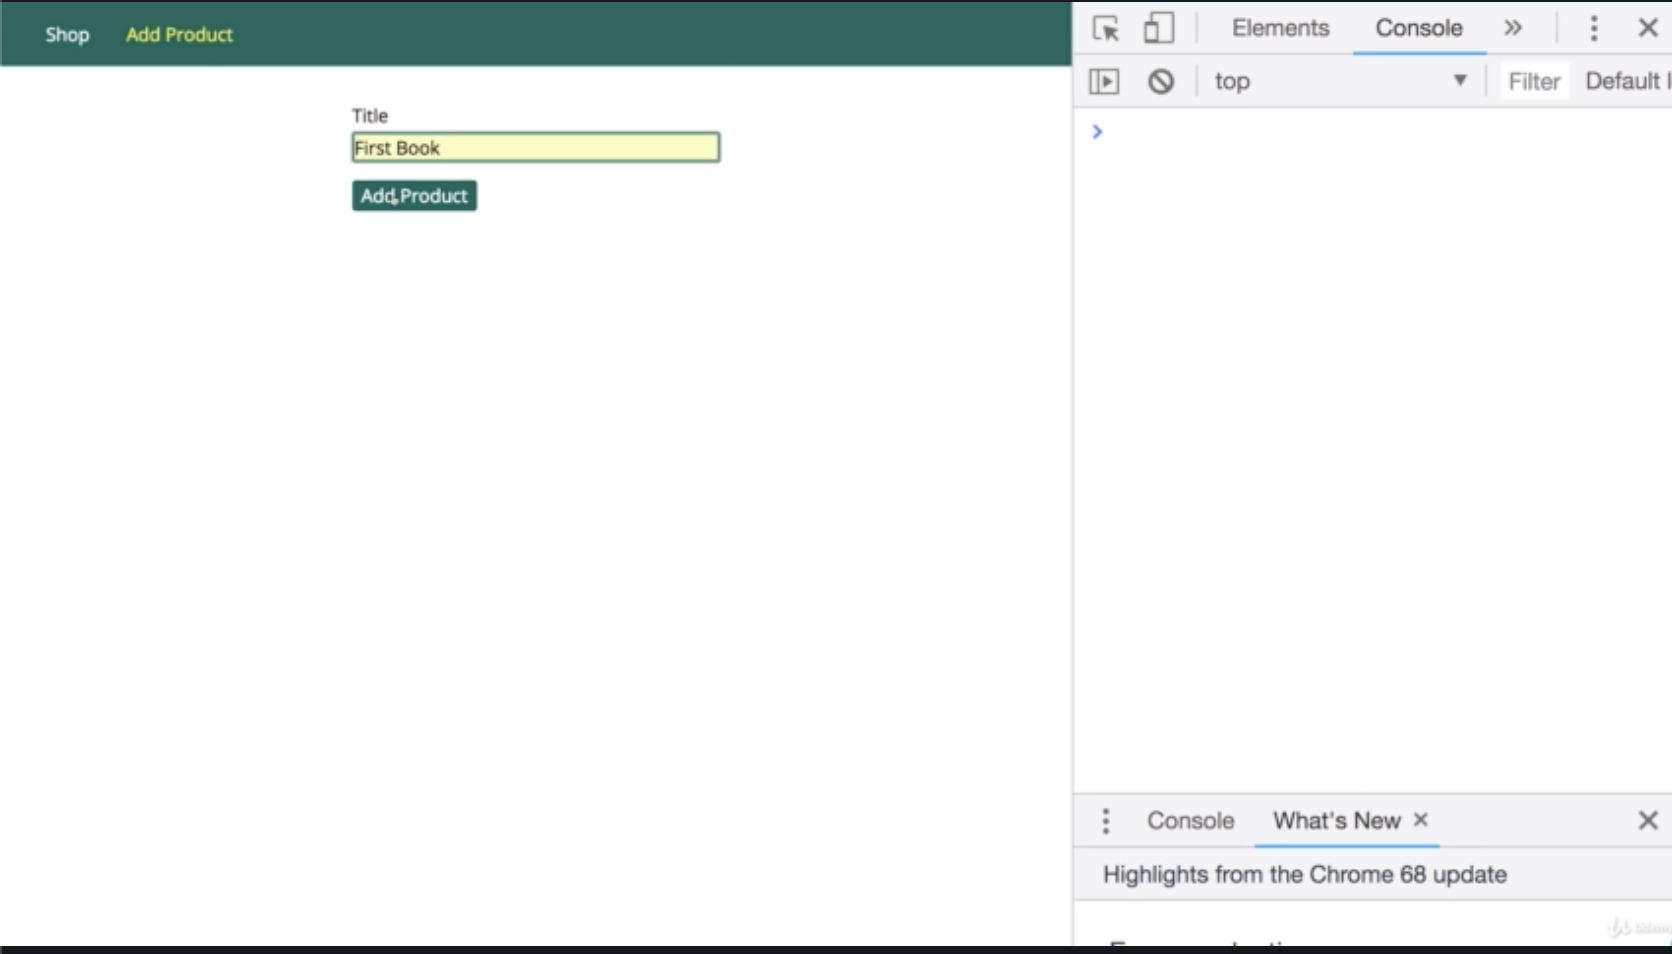 Shop Add Product
Title
First Book
Add Product
Elements Console
top Filter Default
Console What's New
Highlights from the Chrome 68 update